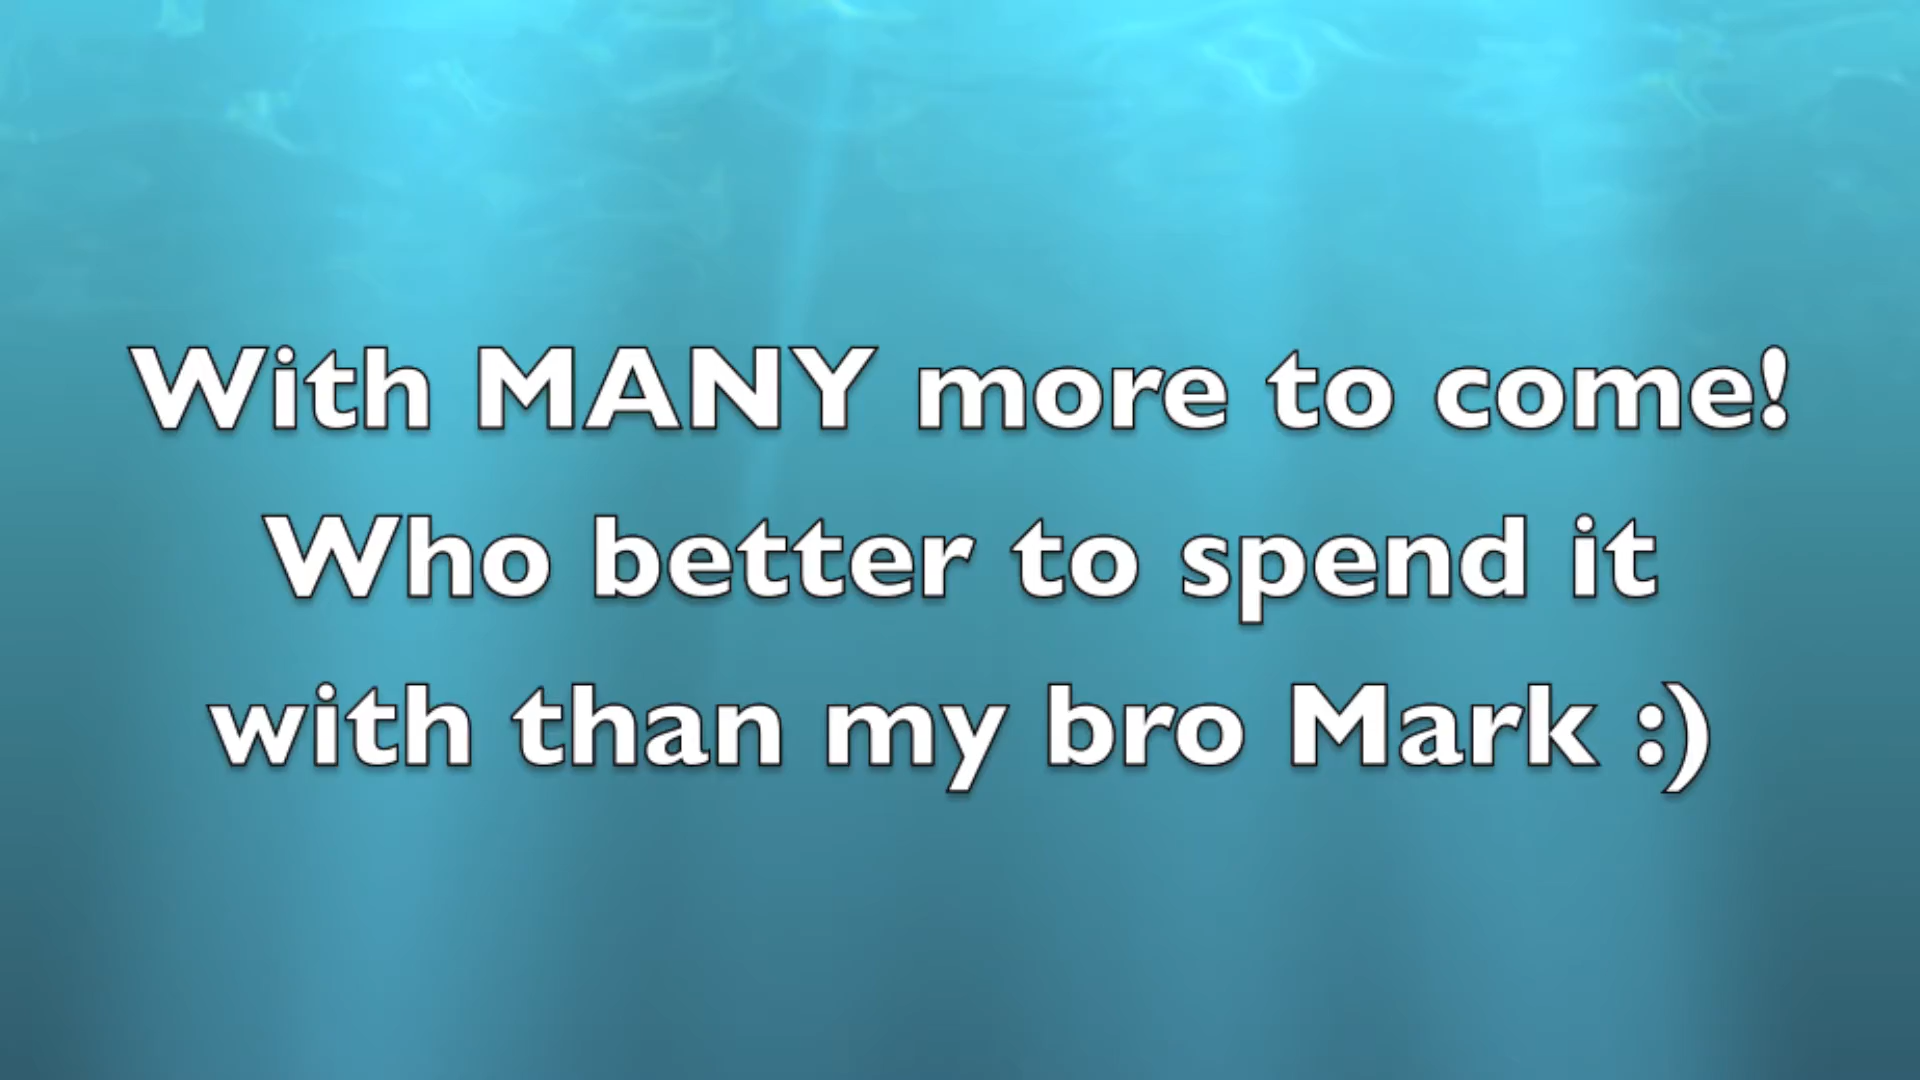 With MANY more to come!
Who better to spend it
with than my bro Mark :)